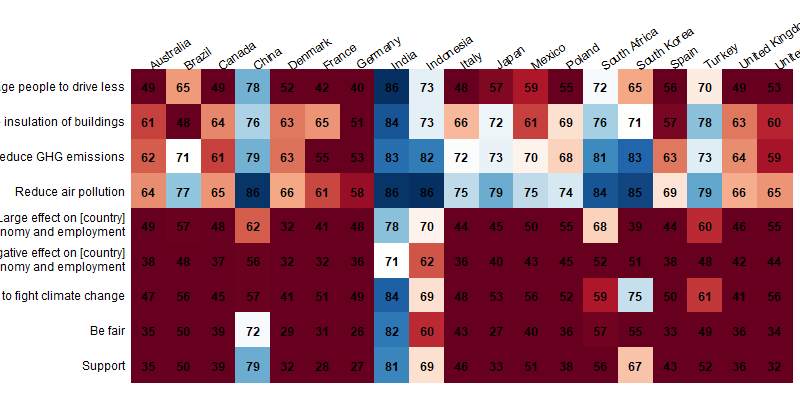 Australia Brazil Canada China Denmark France Germany India Indonesia Italy Japan Mexico Poland South Africa South Korea Spain Turkey United
people to drive less 49 65 49 78 52 42 40 86 73 48 57 59 55 72 65 56 70 49 53
insulation of buildings 61 48 64 76 63 65 51 84 73 66 72 61 69 76 71 57 78 63 60
GHG emissions 62 71 61 79 63 55 53 83 82 72 73 70 68 81 83 63 73 64 59
Reduce air pollution 64 77 65 86 66 61 58 86 86 75 79 75 74 84 85 69 79 66 65
Large effect on [country]
and employment 49 57 48 62 32 41 48 78 70 44 45 50 55 68 39 44 60 46 55
effect on [country]
and employment 38 48 37 56 32 32 36 71 62 36 40 43 45 52 51 38 48 42 44
to fight climate change 47 56 45 57 41 51 49 84 69 48 53 56 52 59 75 50 61 41 56
Be fair 35 50 39 72 29 31 26 82 60 43 27 40 36 57 55 33 49 36 34
Support 35 50 39 79 32 28 27 81 69 46 33 51 38 56 67 43 52 36 32